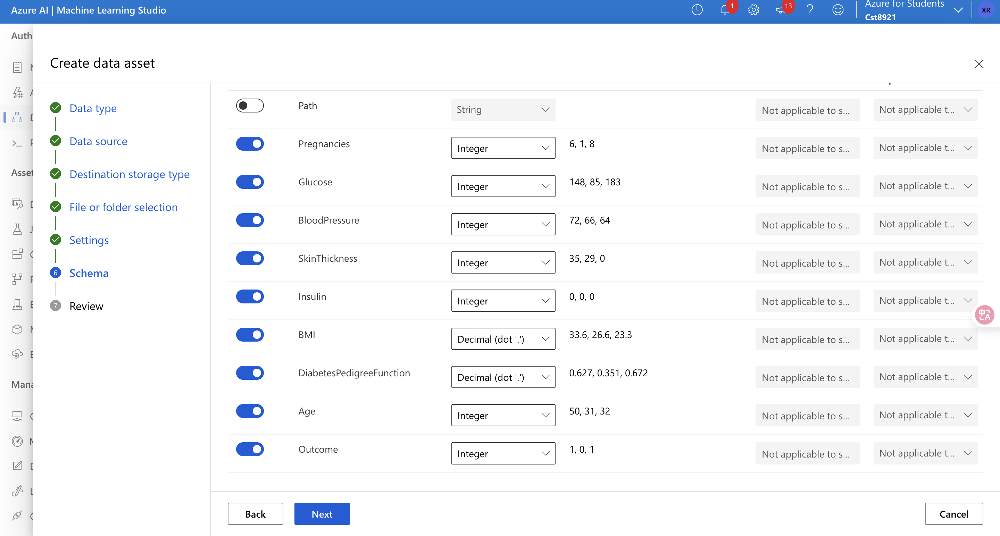 Azure AI | Machine Learning Studio
1
13
Azure for Students
Cst8921
XR
Create data asset
Data type
Data source
Destination storage type
File or folder selection
Settings
6 Schema
7 Review
Path String Not applicable to s... Not applicable t...
Pregnancies Integer 6, 1, 8 Not applicable to s... Not applicable t...
Glucose Integer 148, 85, 183 Not applicable to s... Not applicable t...
BloodPressure Integer 72, 66, 64 Not applicable to s... Not applicable t...
SkinThickness Integer 35, 29, 0 Not applicable to s... Not applicable t...
Insulin Integer 0, 0, 0 Not applicable to s... Not applicable t...
BMI Decimal (dot '.') 33.6, 26.6, 23.3 Not applicable to s... Not applicable t...
DiabetesPedigreeFunction Decimal (dot '.') 0.627, 0.351, 0.672 Not applicable to s... Not applicable t...
Age Integer 50, 31, 32 Not applicable to s... Not applicable t...
Outcome Integer 1, 0, 1 Not applicable to s... Not applicable t...
Back Next Cancel